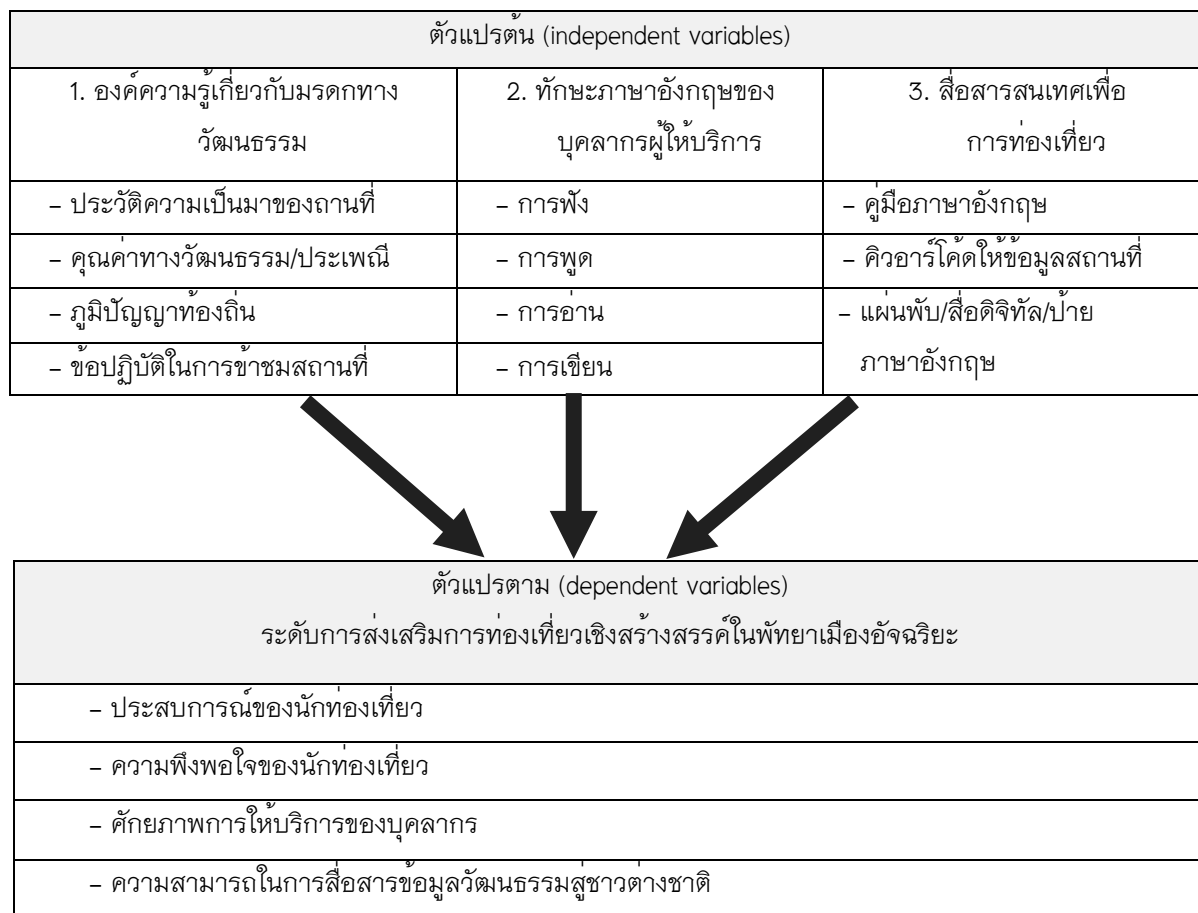 ตัวแปรต้น (independent variables)
1. องค์ความรู้เกี่ยวกับมรดกทาง
วัฒนธรรม
2. ทักษะภาษาอังกฤษของ
บุคลากรผู้ให้บริการ
3. สื่อสารสนเทศเพื่อ
การท่องเที่ยว
– ประวัติความเป็นมาของถานที่
– การฟัง
– คู่มือภาษาอังกฤษ
– คุณค่าทางวัฒนธรรม/ประเพณี
– การพูด
– คิวอาร์โค้ดให้ข้อมูลสถานที่
– ภูมิปัญญาท้องถิ่น
– การอ่าน
– แผ่นพับ/สื่อดิจิทัล/ป้าย
ภาษาอังกฤษ
– ข้อปฏิบัติในการข้าชมสถานที่
– การเขียน
ตัวแปรตาม (dependent variables)
ระดับการส่งเสริมการท่องเที่ยวเชิงสร้างสรรค์ในพัทยาเมืองอัจฉริยะ
– ประสบการณ์ของนักท่องเที่ยว
– ความพึงพอใจของนักท่องเที่ยว
– ศักยภาพการให้บริการของบุคลากร
– ความสามารถในการสื่อสารข้อมูลวัฒนธรรมสู่ชาวต่างชาติ